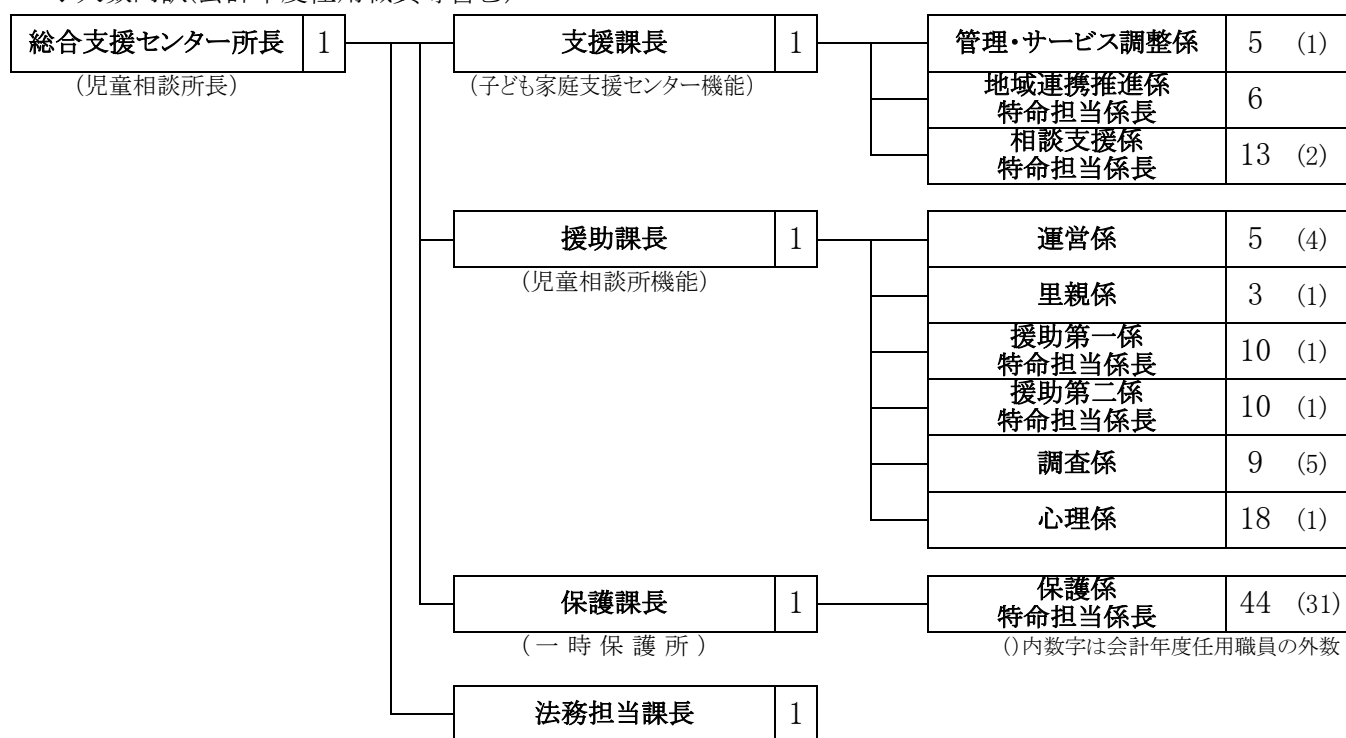 総合支援センター所長 1
(児童相談所長)
支援課長 1
(子ども家庭支援センター機能)
管理・サービス調整係 5 (1)
地域連携推進係
特命担当係長 6
相談支援係
特命担当係長 13 (2)
援助課長 1
(児童相談所機能)
運営係 5 (4)
里親係 3 (1)
援助第一係
特命担当係長 10 (1)
援助第二係
特命担当係長 10 (1)
調査係 9 (5)
心理係 18 (1)
保護課長 1
(一時保護所)
保護係
特命担当係長 44 (31)
()内数字は会計年度任用職員の外数
法務担当課長 1